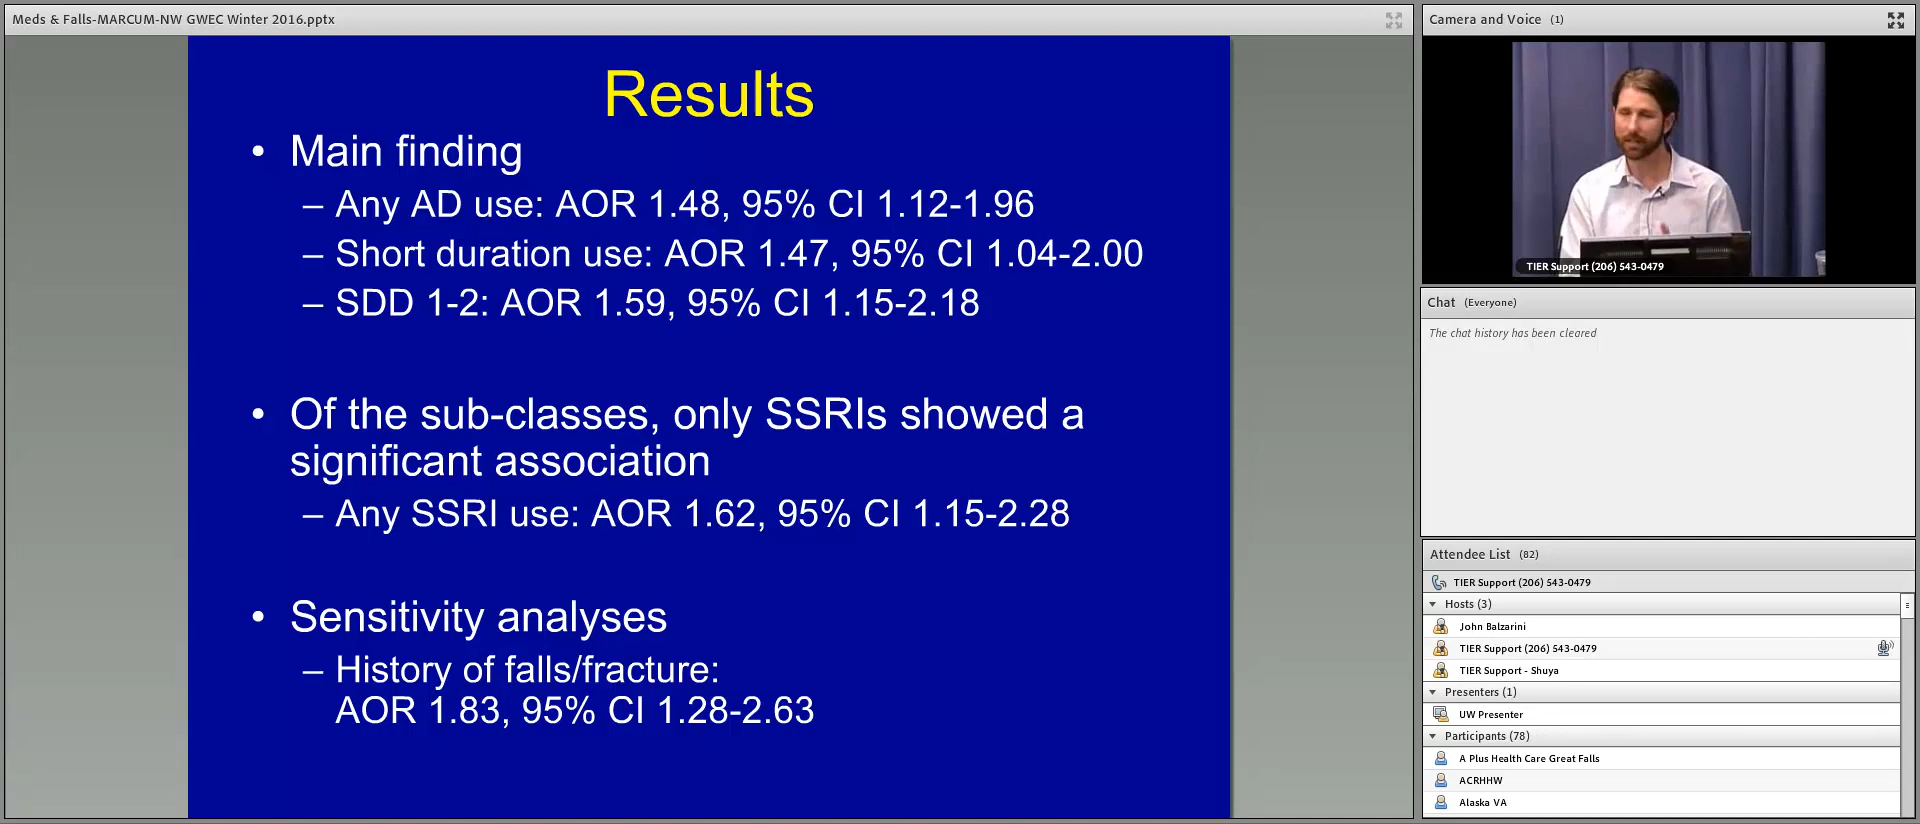 Meds & Falls-MARCUM-NW GWEC Winter 2016.pptx
Results
• Main finding
– Any AD use: AOR 1.48, 95% CI 1.12-1.96
– Short duration use: AOR 1.47, 95% CI 1.04-2.00
– SDD 1-2: AOR 1.59, 95% CI 1.15-2.18
• Of the sub-classes, only SSRIs showed a
significant association
– Any SSRI use: AOR 1.62, 95% CI 1.15-2.28
• Sensitivity analyses
– History of falls/fracture:
AOR 1.83, 95% CI 1.28-2.63
Camera and Voice (1)
TIER Support (206) 543-0479
Chat (Everyone)
The chat history has been cleared
Attendee List (82)
TIER Support (206) 543-0479
Hosts (3)
John Balzarini
TIER Support (206) 543-0479
TIER Support - Shuya
Presenters (1)
UW Presenter
Participants (78)
A Plus Health Care Great Falls
ACRHHW
Alaska VA